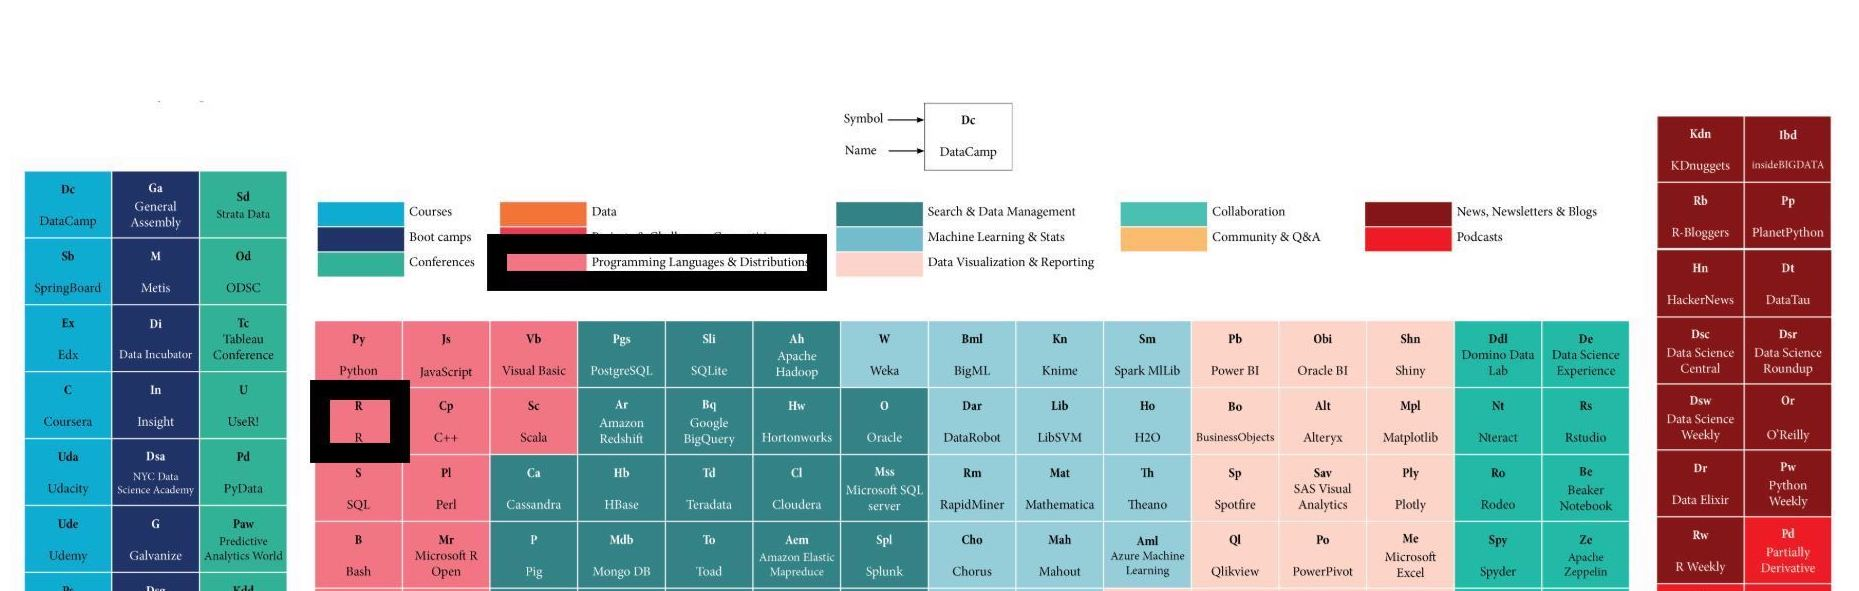 Symbol
Dc
Name
DataCamp
Courses
Data
Search & Data Management
Collaboration
News, Newsletters & Blogs
Boot camps
Machine Learning & Stats
Community & Q&A
Podcasts
Conferences
Programming Languages & Distributions
Data Visualization & Reporting
Dc
DataCamp
Ga
General
Assembly
Sd
Strata Data
Sb
SpringBoard
M
Metis
Od
ODSC
Ex
Edx
Di
Data Incubator
Tc
Tableau
Conference
C
Coursera
In
Insight
U
UseR!
Uda
Udacity
Dsa
NYC Data
Science Academy
Pd
PyData
Ude
Udemy
G
Galvanize
Paw
Predictive
Analytics World
Py
Python
Js
JavaScript
Vb
Visual Basic
Pgs
PostgreSQL
Sli
SQLite
Ah
Apache
Hadoop
W
Weka
Bml
BigML
Kn
Knime
Sm
Spark MlLib
Pb
Power BI
Obi
Oracle BI
Shn
Shiny
Ddl
Domino Data
Lab
De
Data Science
Experience
R
R
Cp
C++
Sc
Scala
Ar
Amazon
Redshift
Bq
Google
BigQuery
Hw
Hortonworks
O
Oracle
Dar
DataRobot
Lib
LibSVM
Ho
H2O
Bo
BusinessObjects
Alt
Alteryx
Mpl
Matplotlib
Nt
Nteract
Rs
Rstudio
S
SQL
Pl
Perl
Ca
Cassandra
Hb
HBase
Td
Teradata
Cl
Cloudera
Mss
Microsoft SQL
server
Rm
RapidMiner
Mat
Mathematica
Th
Theano
Sp
Spotfire
Sav
SAS Visual
Analytics
Ply
Plotly
Ro
Rodeo
Be
Beaker
Notebook
B
Bash
Mr
Microsoft R
Open
P
Pig
Mdb
Mongo DB
To
Toad
Aem
Amazon Elastic
Mapreduce
Spl
Splunk
Cho
Chorus
Mah
Mahout
Aml
Azure Machine
Learning
Ql
Qlikview
Po
PowerPivot
Me
Microsoft
Excel
Spy
Spyder
Ze
Apache
Zeppelin
Kdn
KDnuggets
Ibd
insideBIGDATA
Rb
R-Bloggers
Pp
PlanetPython
Hn
HackerNews
Dt
DataTau
Dsc
Data Science
Central
Dsr
Data Science
Roundup
Dsw
Data Science
Weekly
Or
O'Reilly
Dr
Data Elixir
Pw
Python
Weekly
Rw
R Weekly
Pd
Partially
Derivative